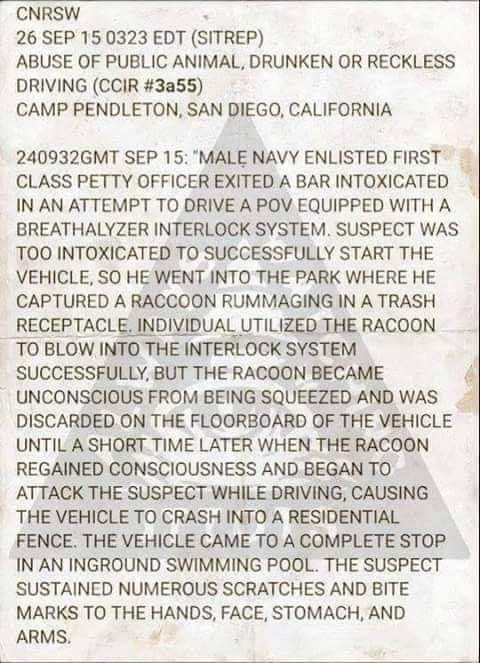 CNRSW
26 SEP 15 0323 EDT (SITREP)
ABUSE OF PUBLIC ANIMAL, DRUNKEN OR RECKLESS
DRIVING (CCIR #3a55)
CAMP PENDLETON, SAN DIEGO, CALIFORNIA
240932GMT SEP 15: "MALE NAVY ENLISTED FIRST
CLASS PETTY OFFICER EXITED A BAR INTOXICATED
IN AN ATTEMPT TO DRIVE A POV EQUIPPED WITH A
BREATHALYZER INTERLOCK SYSTEM. SUSPECT WAS
TOO INTOXICATED TO SUCCESSFULLY START THE
VEHICLE, SO HE WENT INTO THE PARK WHERE HE
CAPTURED A RACCOON RUMMAGING IN A TRASH
RECEPTACLE. INDIVIDUAL UTILIZED THE RACOON
TO BLOW INTO THE INTERLOCK SYSTEM
SUCCESSFULLY, BUT THE RACOON BECAME
UNCONSCIOUS FROM BEING SQUEEZED AND WAS
DISCARDED ON THE FLOORBOARD OF THE VEHICLE
UNTIL A SHORT TIME LATER WHEN THE RACOON
REGAINED CONSCIOUSNESS AND BEGAN TO
ATTACK THE SUSPECT WHILE DRIVING, CAUSING
THE VEHICLE TO CRASH INTO A RESIDENTIAL
FENCE. THE VEHICLE CAME TO A COMPLETE STOP
IN AN INGROUND SWIMMING POOL. THE SUSPECT
SUSTAINED NUMEROUS SCRATCHES AND BITE
MARKS TO THE HANDS, FACE, STOMACH, AND
ARMS.